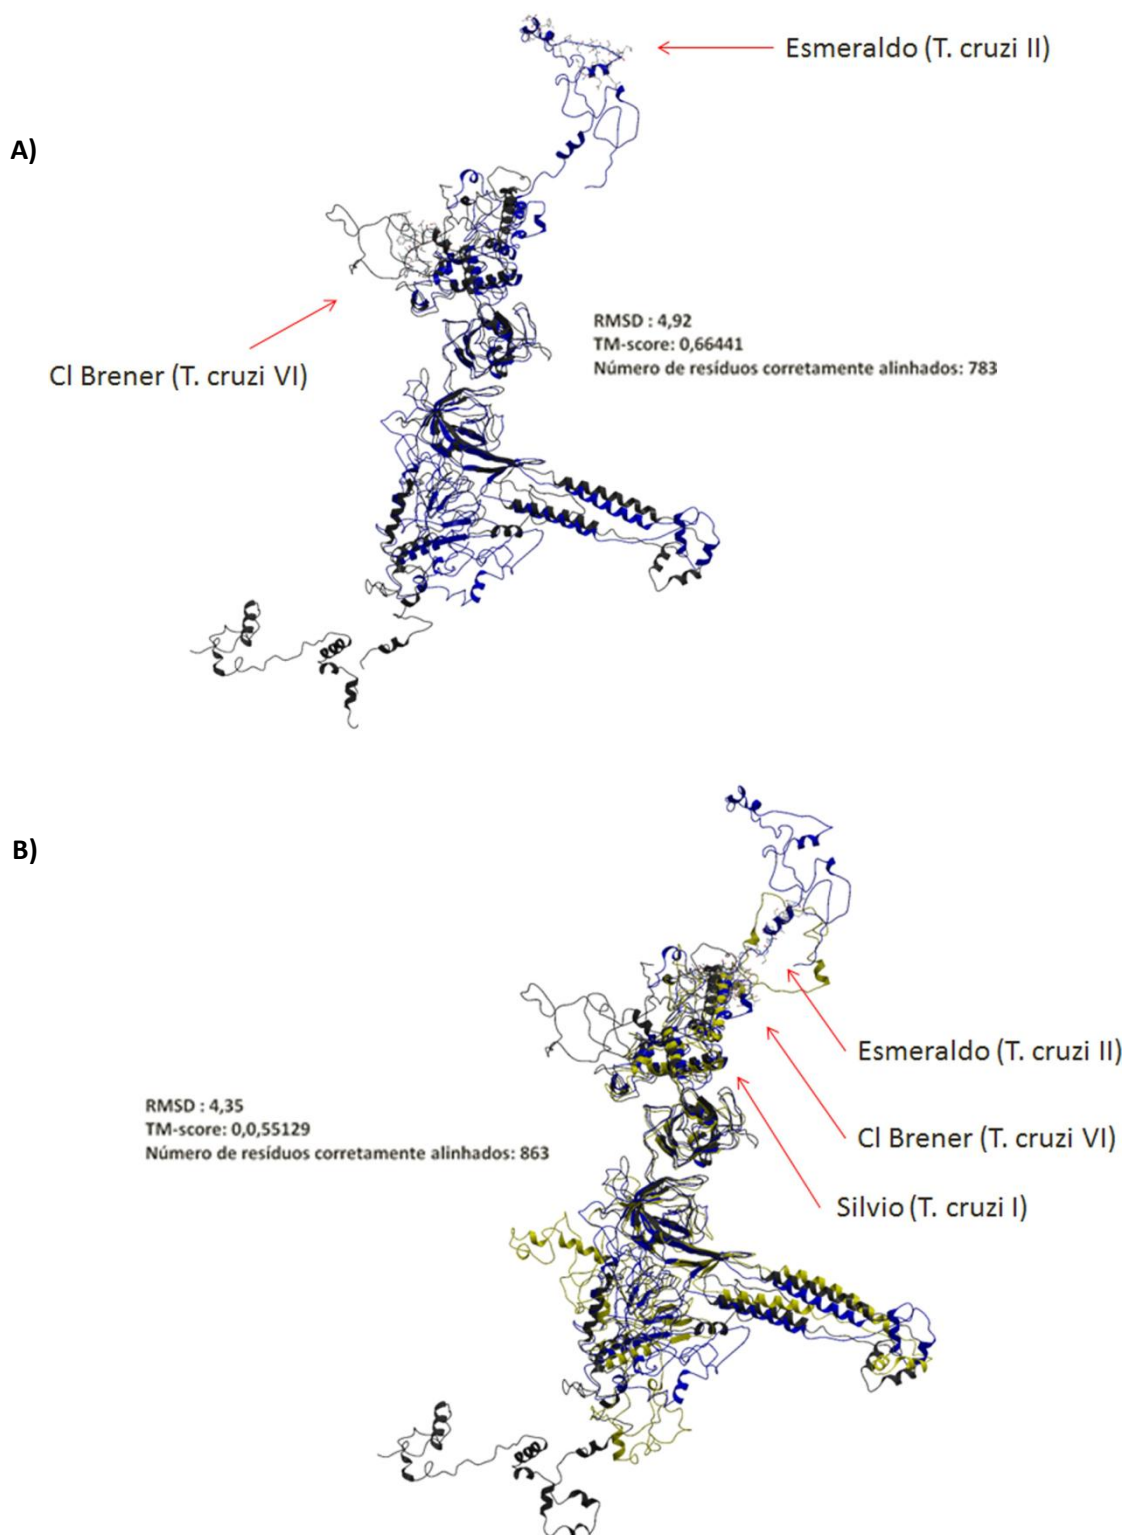 Esmeraldo (T. cruzi II)
A)
RMSD : 4,92
TM-score: 0,66441
Número de resíduos corretamente alinhados: 783
Cl Brener (T. cruzi VI)
B)
Esmeraldo (T. cruzi II)
RMSD : 4,35
TM-score: 0,0,55129
Número de resíduos corretamente alinhados: 863
Cl Brener (T. cruzi VI)
Silvio (T. cruzi I)